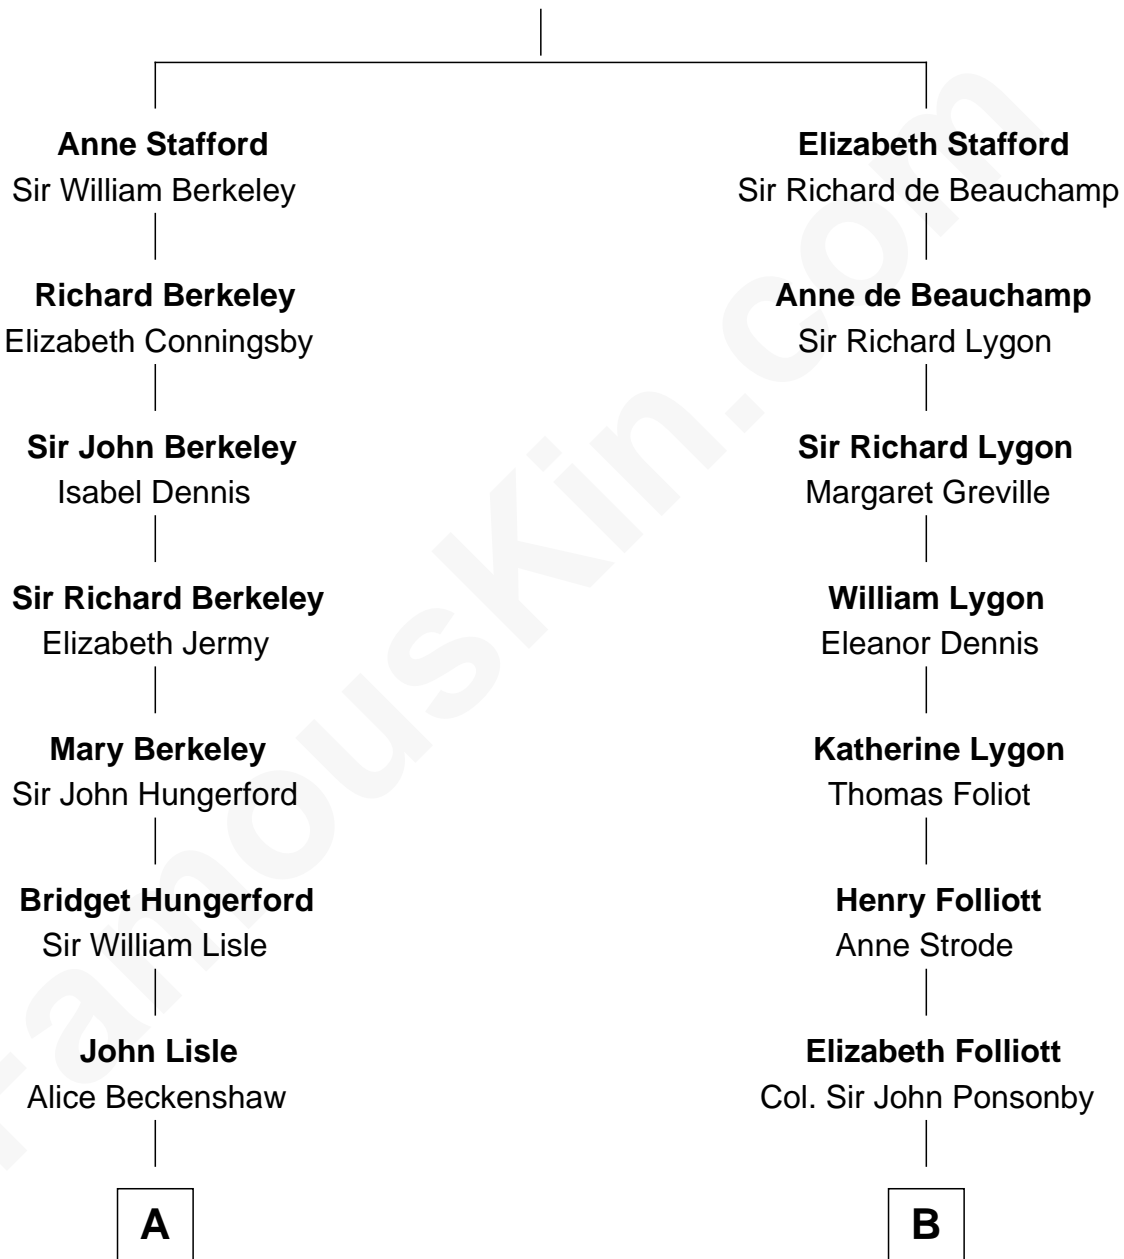 Anne Stafford
Sir William Berkeley
Richard Berkeley
Elizabeth Conningsby
Sir John Berkeley
Isabel Dennis
Sir Richard Berkeley
Elizabeth Jermy
Mary Berkeley
Sir John Hungerford
Bridget Hungerford
Sir William Lisle
John Lisle
Alice Beckenshaw
A
Elizabeth Stafford
Sir Richard de Beauchamp
Anne de Beauchamp
Sir Richard Lygon
Sir Richard Lygon
Margaret Greville
William Lygon
Eleanor Dennis
Katherine Lygon
Thomas Foliot
Henry Folliott
Anne Strode
Elizabeth Folliott
Col. Sir John Ponsonby
B
FamousKin.com